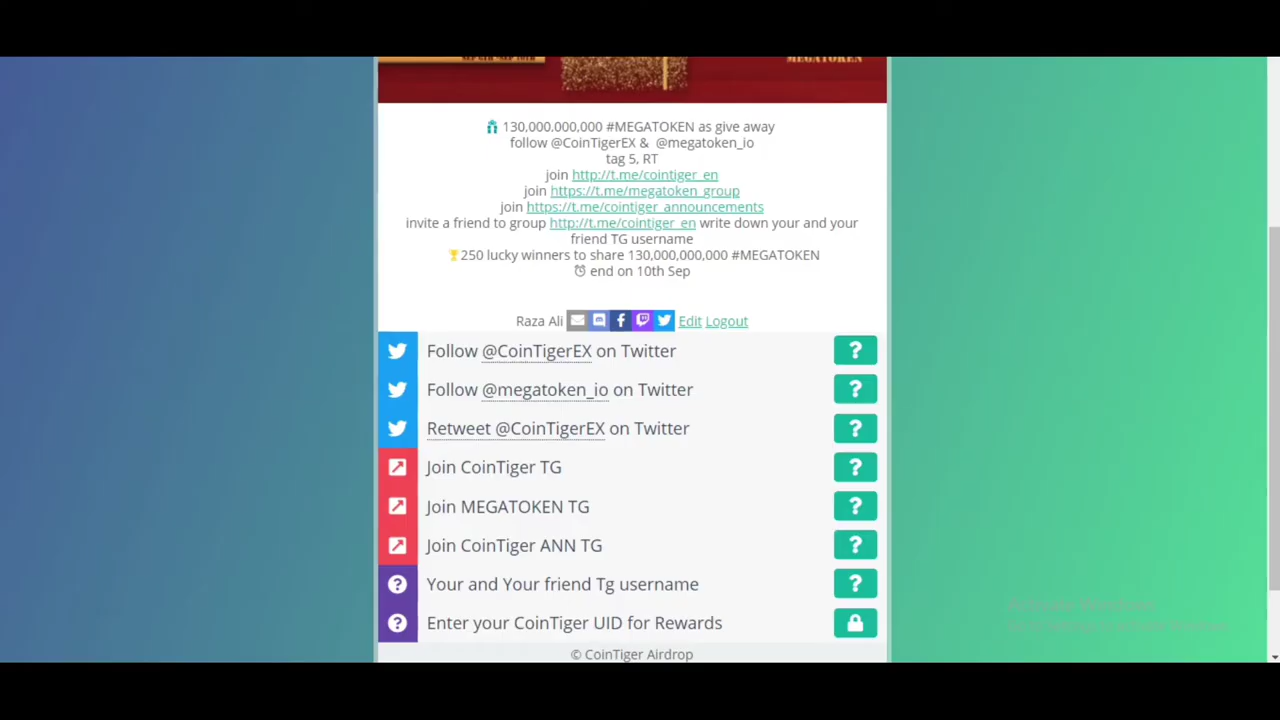 MEGATOKEN
130,000.000,000 #MEGATOKEN as give away
follow @CoinTigerEX & @megatoken_io
tag 5, RT
join http://t.me/cointiger_en
join https://t.me/megatoken_group
join https://t.me/cointiger_announcements
invite a friend to group http://t.me/cointiger_en write down your and your
friend TG username
250 lucky winners to share 130,000,000,000 #MEGATOKEN
end on 10th Sep
Raza Ali Edit Logout
Follow @CoinTigerEX on Twitter
Follow @megatoken_io on Twitter
Retweet @CoinTigerEX on Twitter
Join CoinTiger TG
Join MEGATOKEN TG
Join CoinTiger ANN TG
Your and Your friend Tg username
Enter your CoinTiger UID for Rewards
© CoinTiger Airdrop